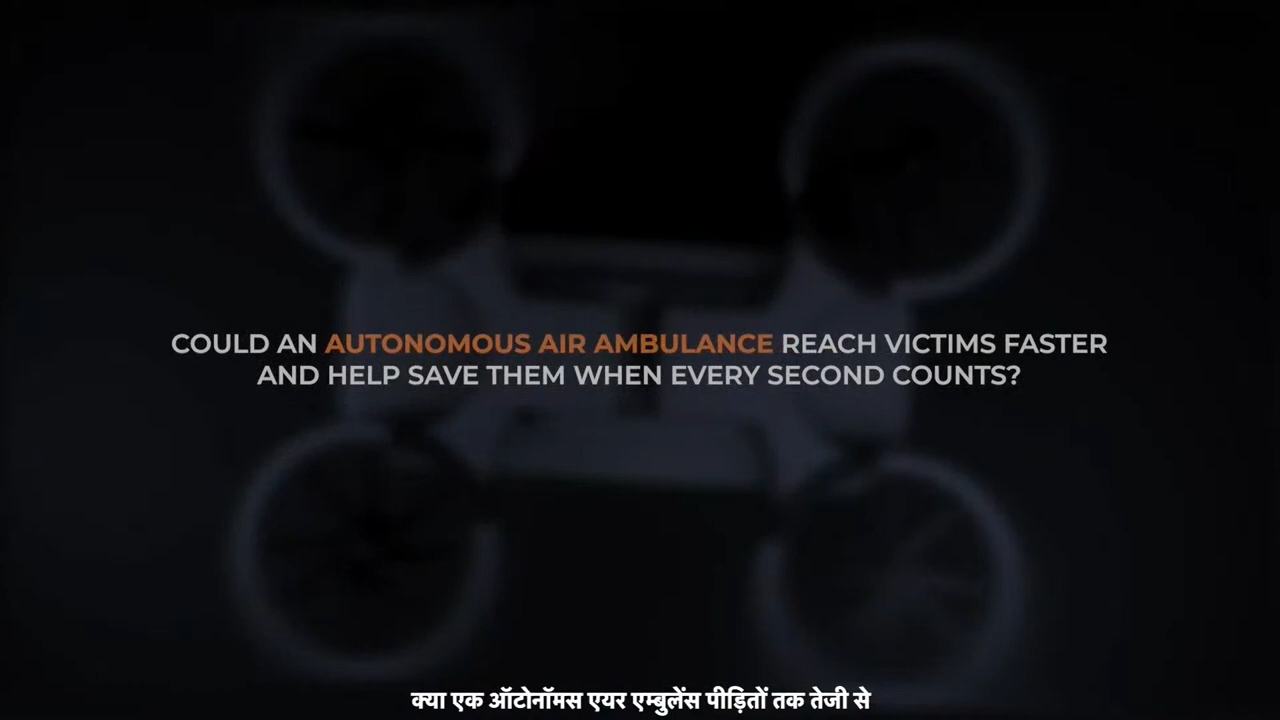 COULD AN AUTONOMOUS AIR AMBULANCE REACH VICTIMS FASTER
AND HELP SAVE THEM WHEN EVERY SECOND COUNTS?
क्या एक ऑटोनॉमस एयर एम्बुलेंस पीड़ितों तक तेजी से